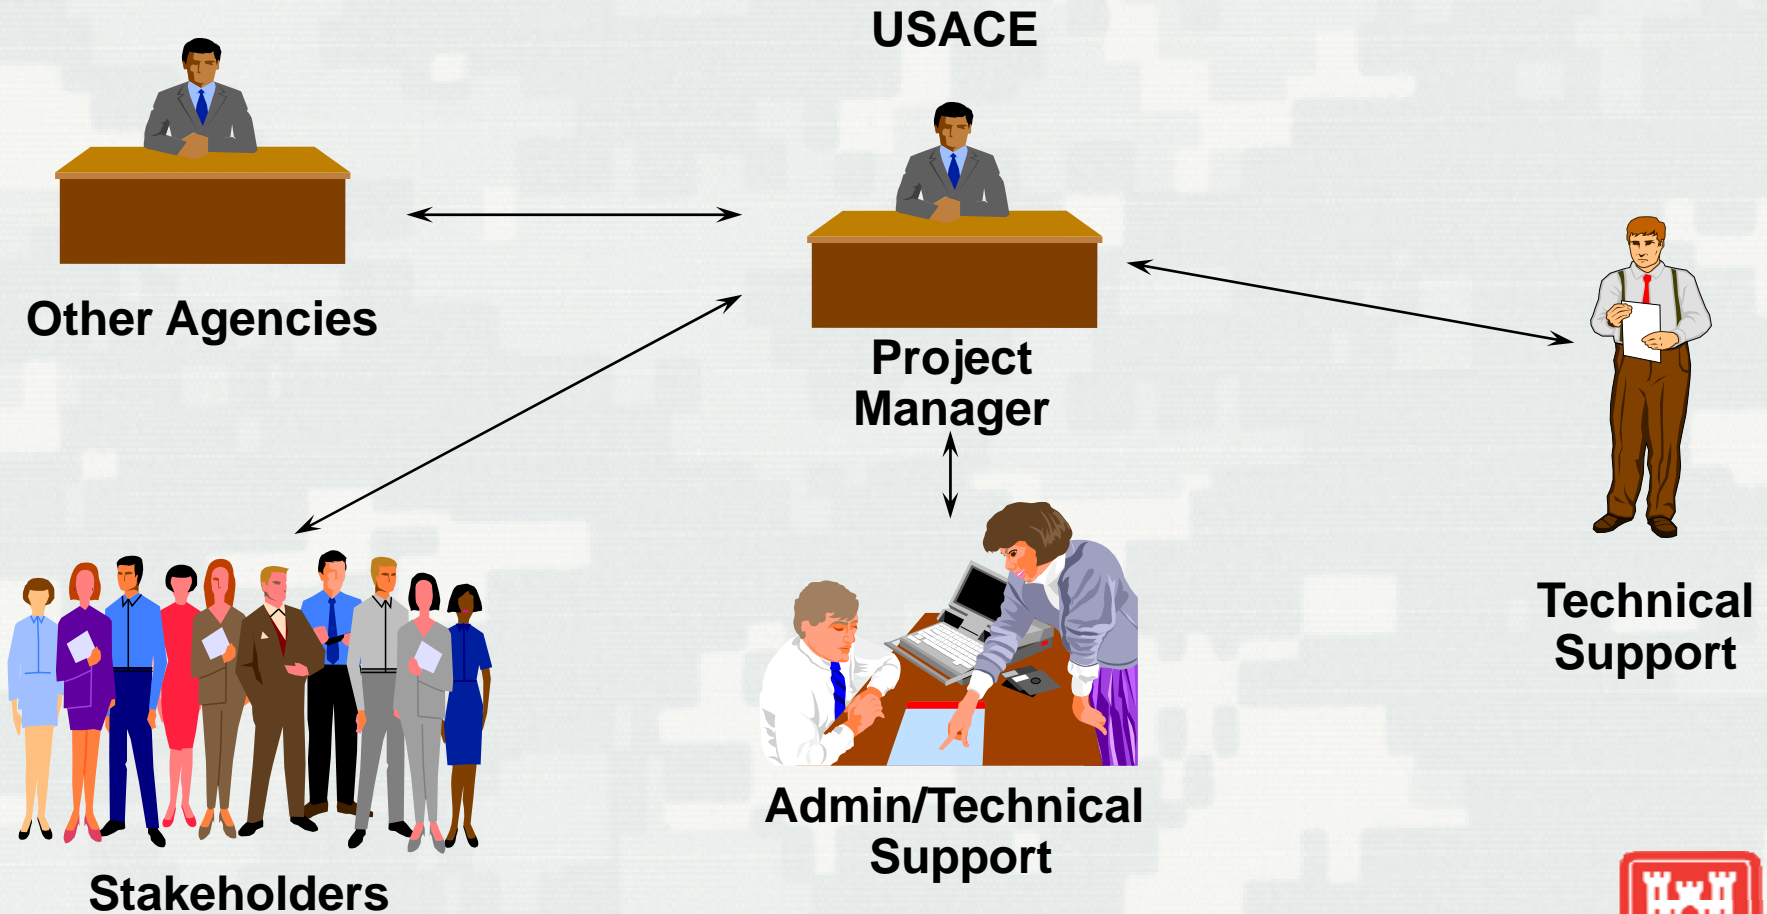 USACE
Other Agencies
Project
Manager
Technical
Support
Admin/Technical
Support
Stakeholders